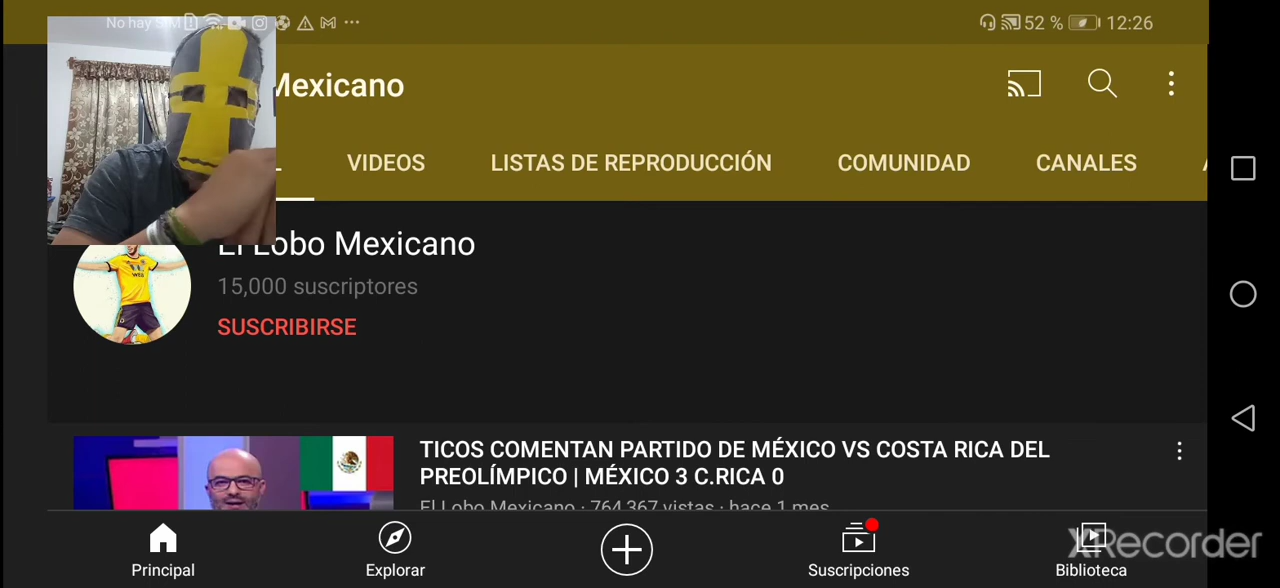 No hay SIM
52 %
12:26
Mexicano
VIDEOS
LISTAS DE REPRODUCCIÓN
COMUNIDAD
CANALES
El Lobo Mexicano
15,000 suscriptores
SUSCRIBIRSE
TICOS COMENTAN PARTIDO DE MÉXICO VS COSTA RICA DEL
PREOLÍMPICO | MÉXICO 3 C.RICA 0
El Lobo Mexicano · 764,367 vistas · hace 1 mes
Principal
Explorar
Suscripciones
Biblioteca
XRecorder